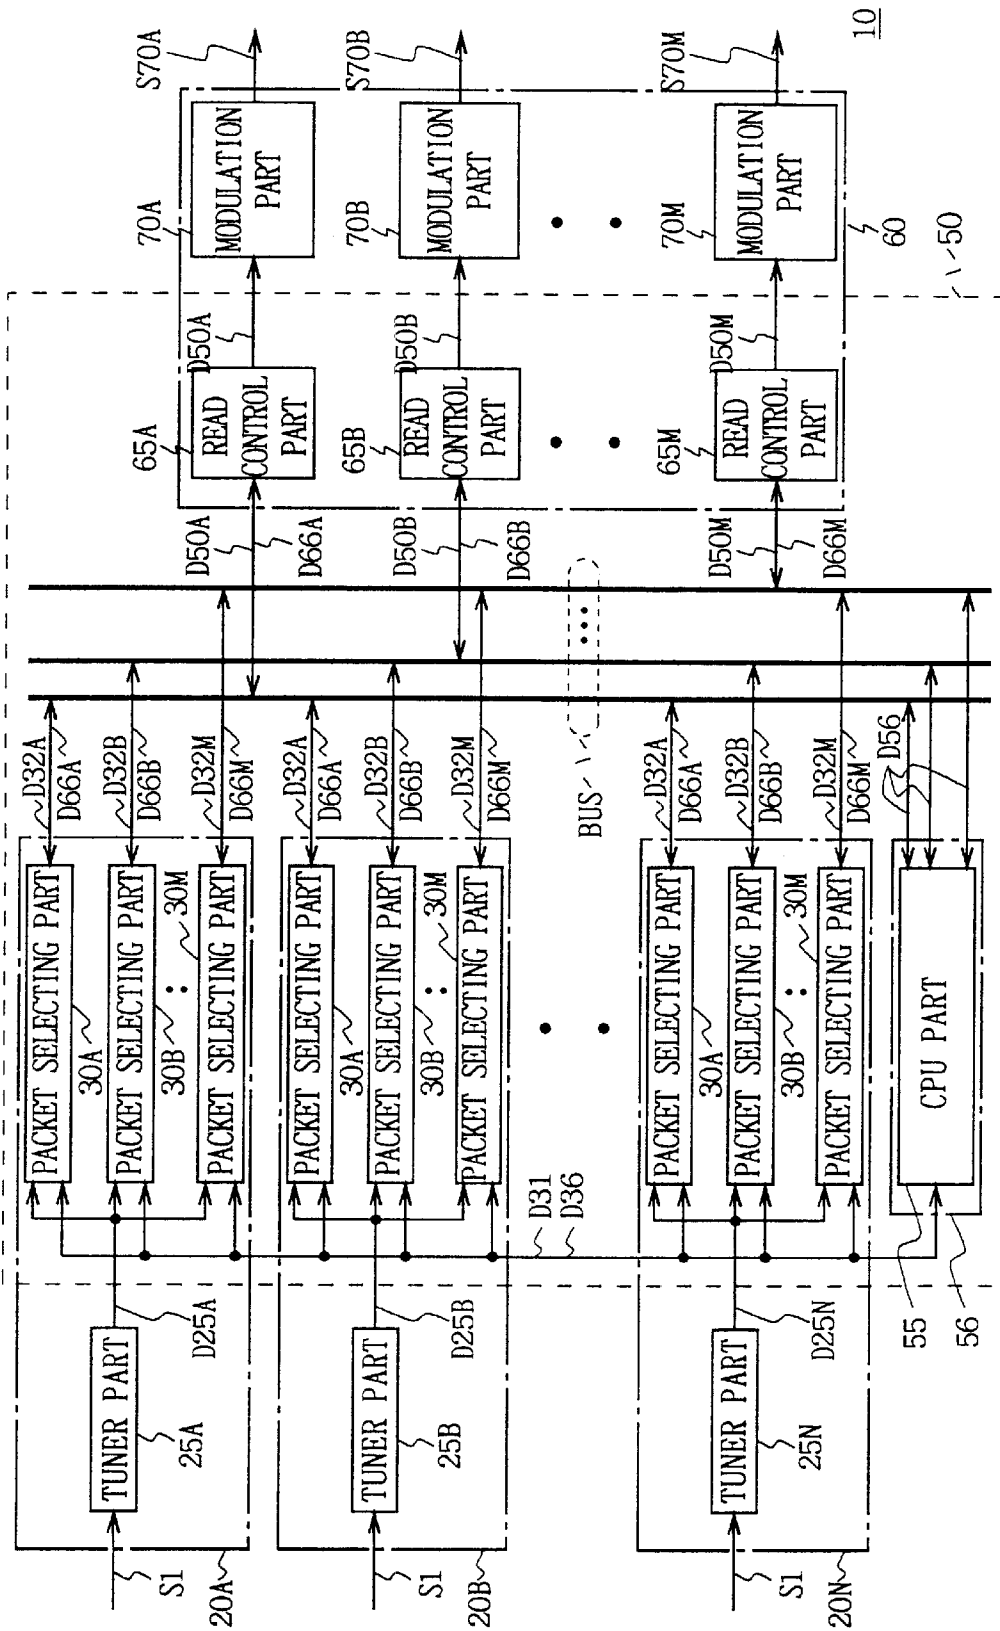 10
S1
20A
TUNER PART
25A
D25A
PACKET SELECTING PART
30A
PACKET SELECTING PART
30B
PACKET SELECTING PART
30M
D32A
D66A
D32B
D66B
D32M
D66M
S1
20B
TUNER PART
25B
D25B
PACKET SELECTING PART
30A
PACKET SELECTING PART
30B
PACKET SELECTING PART
30M
D32A
D66A
D32B
D66B
D32M
D66M
D31
D36
BUS
S1
20N
TUNER PART
25N
D25N
PACKET SELECTING PART
30A
PACKET SELECTING PART
30B
PACKET SELECTING PART
30M
D32A
D66A
D32B
D66B
D32M
D66M
CPU PART
55
56
D56
D50A
D66A
65A
READ
CONTROL
PART
D50A
70A
MODULATION
PART
S70A
D50B
D66B
65B
READ
CONTROL
PART
D50B
70B
MODULATION
PART
S70B
D50M
D66M
65M
READ
CONTROL
PART
D50M
70M
MODULATION
PART
S70M
60
50